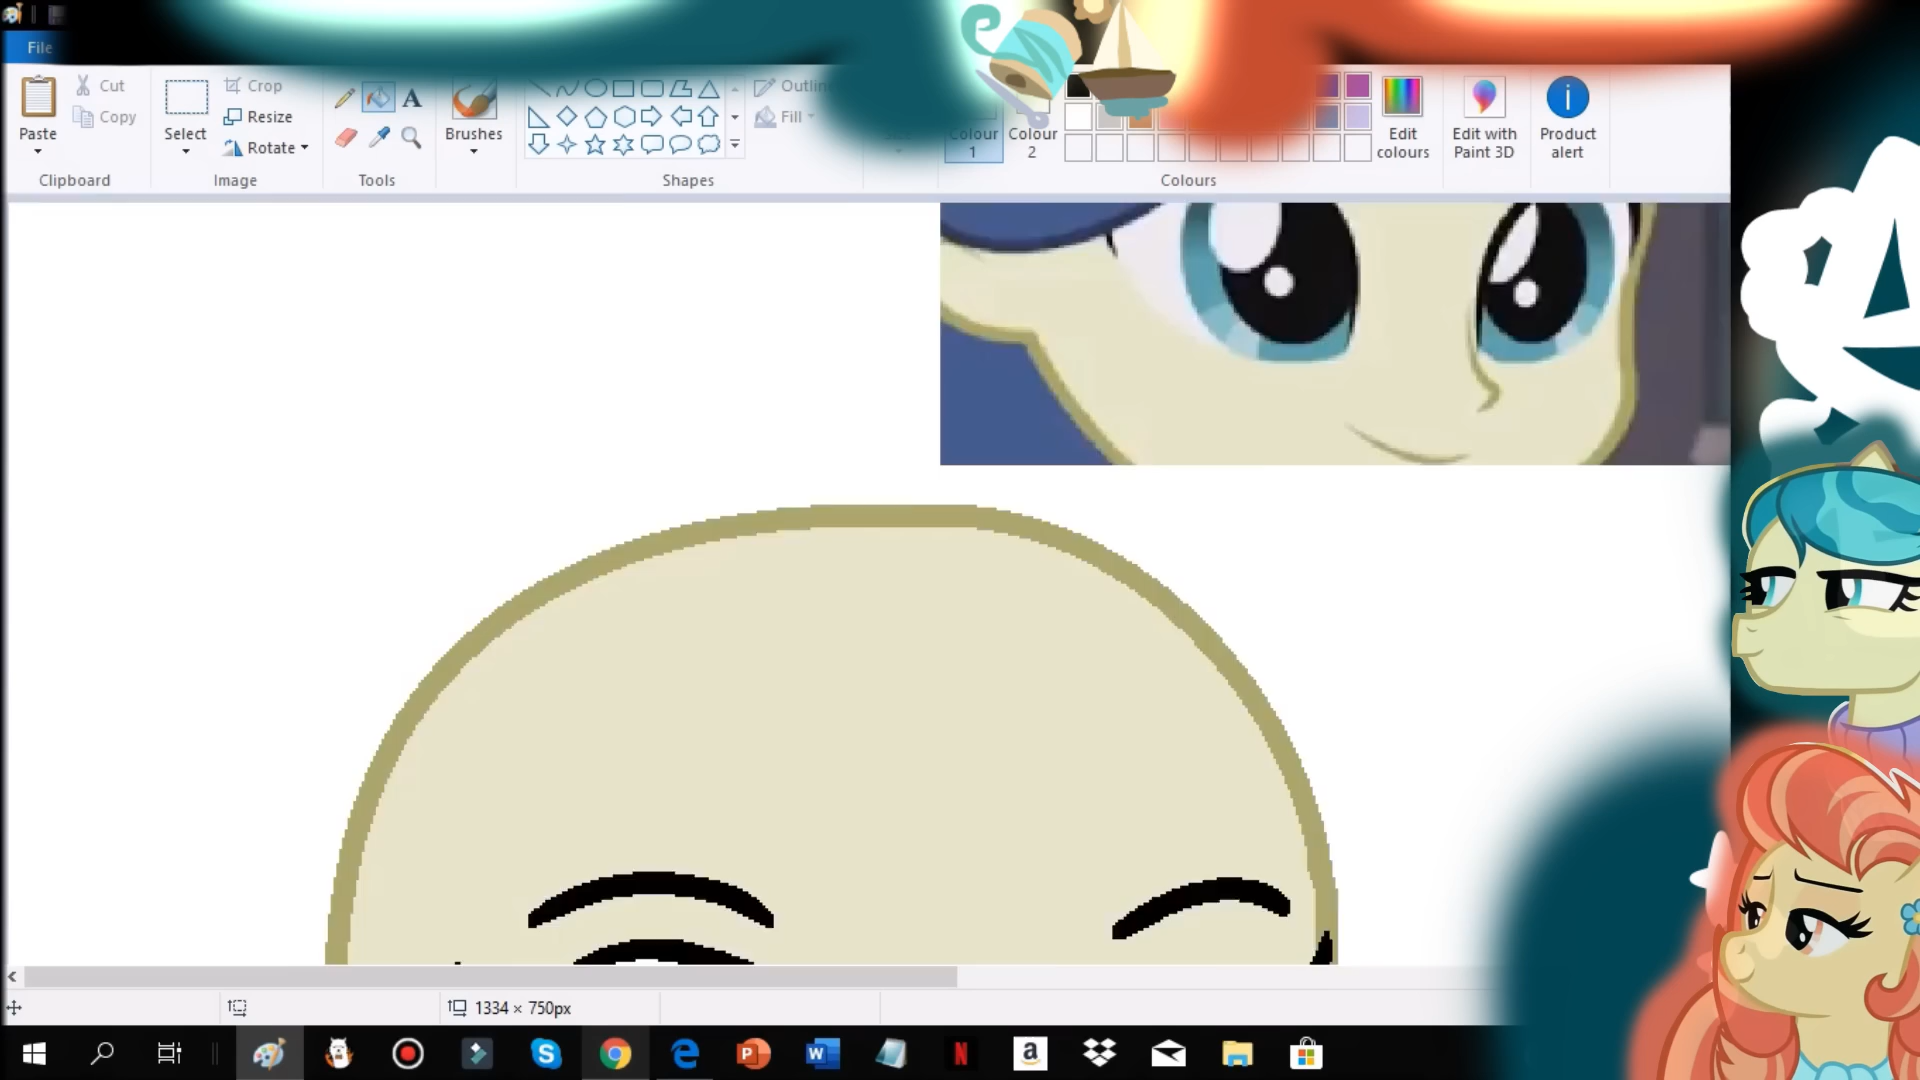 File
Cut
Copy
Paste
Clipboard
Crop
Resize
Rotate
Select
Image
A
Tools
Brushes
Fill
Shapes
Colour
1
Colour
2
Edit
colours
Edit with
Paint 3D
Product
alert
Colours
1334 × 750px